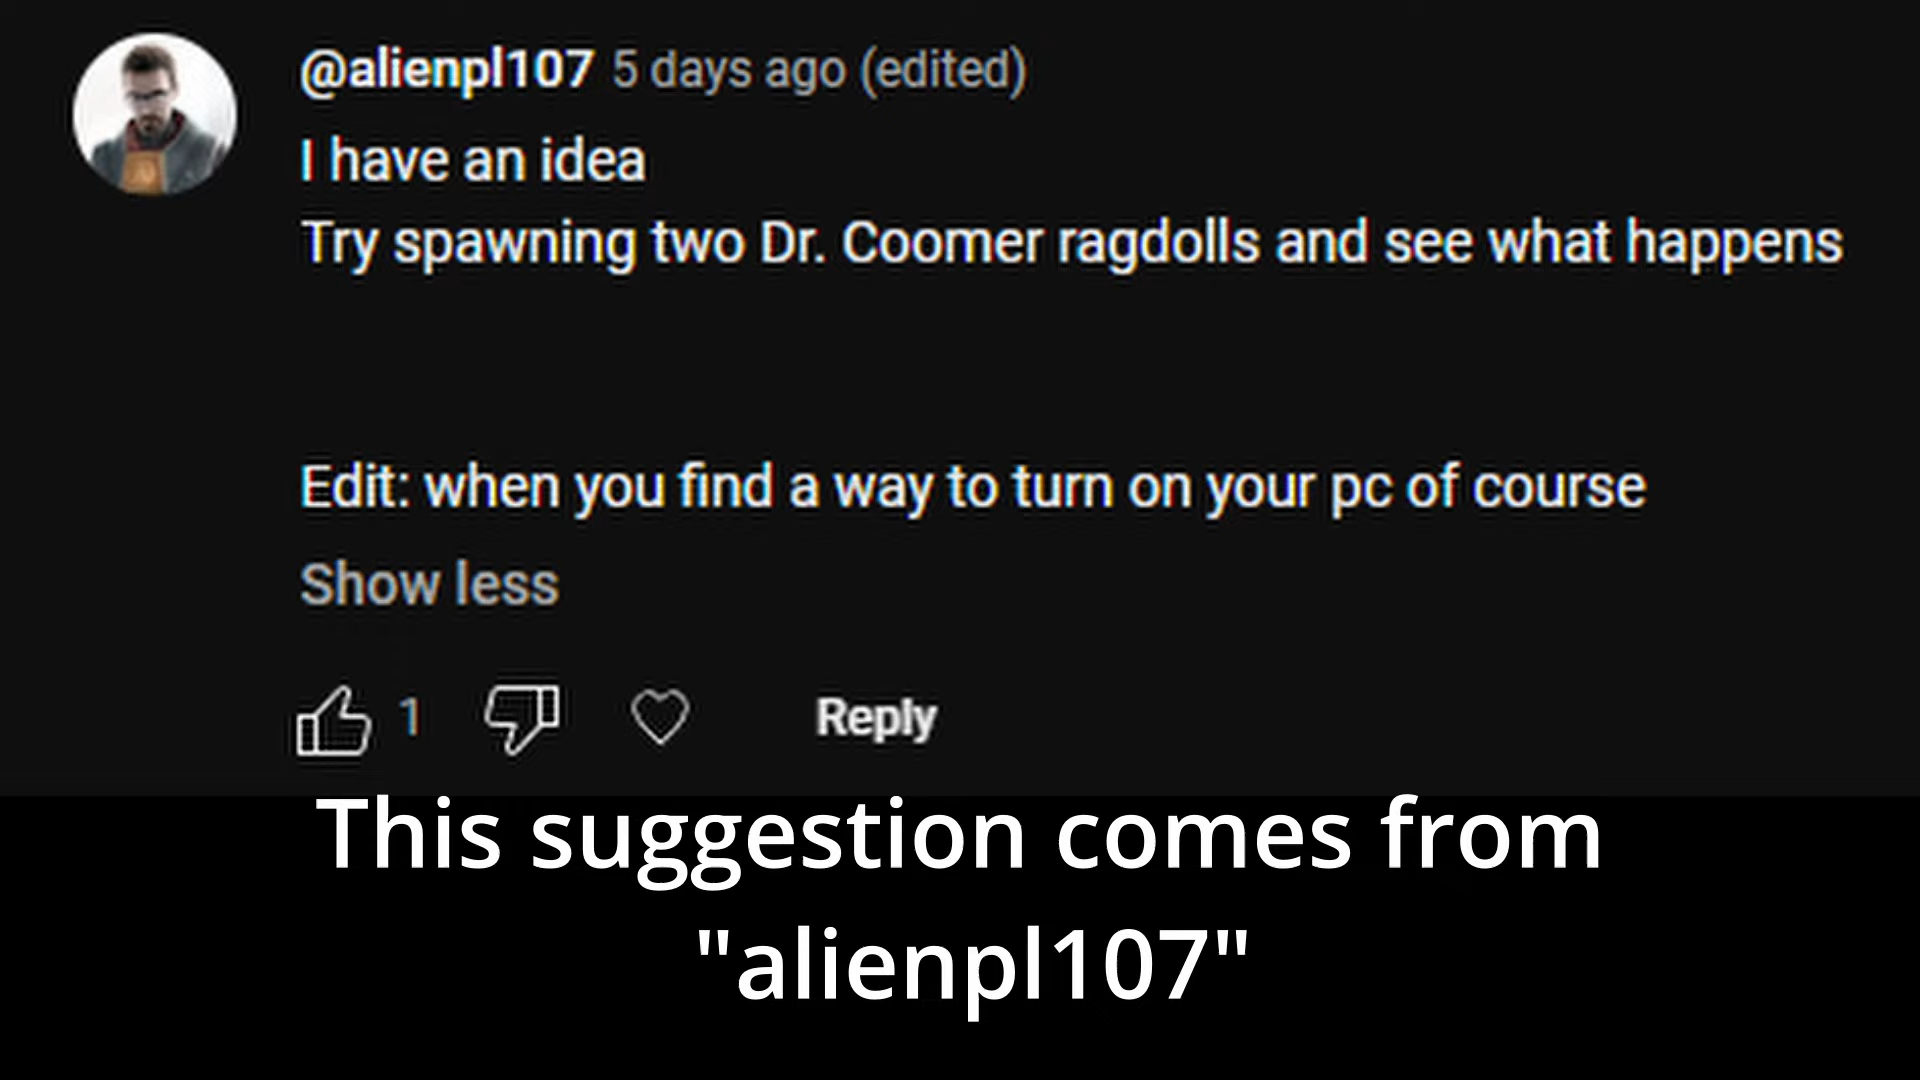 @alienpl107 5 days ago (edited)
I have an idea
Try spawning two Dr. Coomer ragdolls and see what happens
Edit: when you find a way to turn on your pc of course
Show less
1 Reply
This suggestion comes from
"alienpl107"